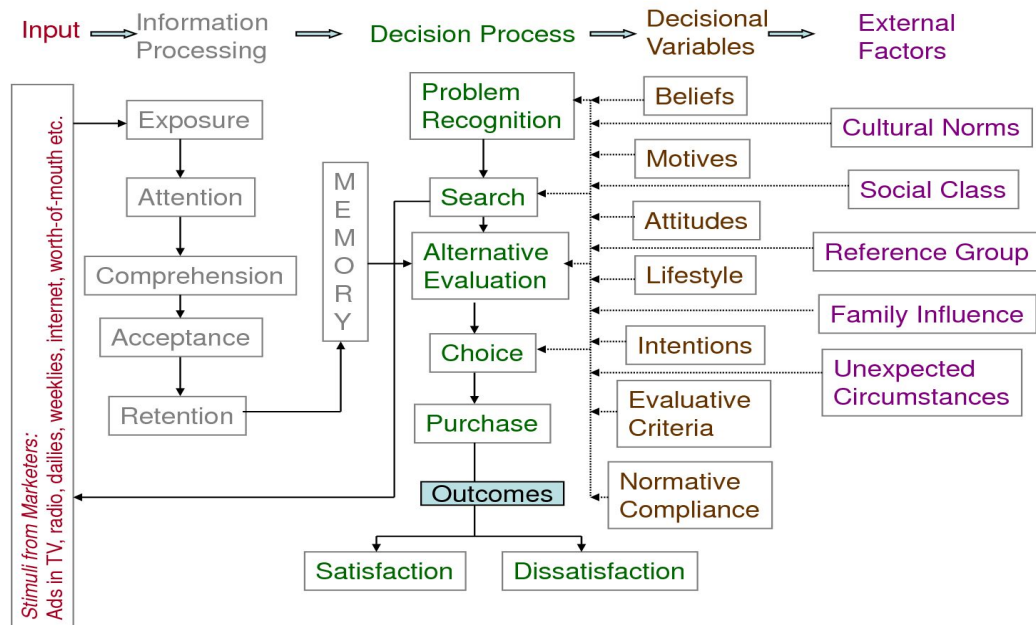 Input
Information
Processing
Decision Process
Decisional
Variables
External
Factors
Stimuli from Marketers:
Ads in TV, radio, dailies, weeklies, internet, worth-of-mouth etc.
Exposure
Attention
Comprehension
Acceptance
Retention
M
E
M
O
R
Y
Problem
Recognition
Search
Alternative
Evaluation
Choice
Purchase
Outcomes
Satisfaction
Dissatisfaction
Beliefs
Motives
Attitudes
Lifestyle
Intentions
Evaluative
Criteria
Normative
Compliance
Cultural Norms
Social Class
Reference Group
Family Influence
Unexpected
Circumstances